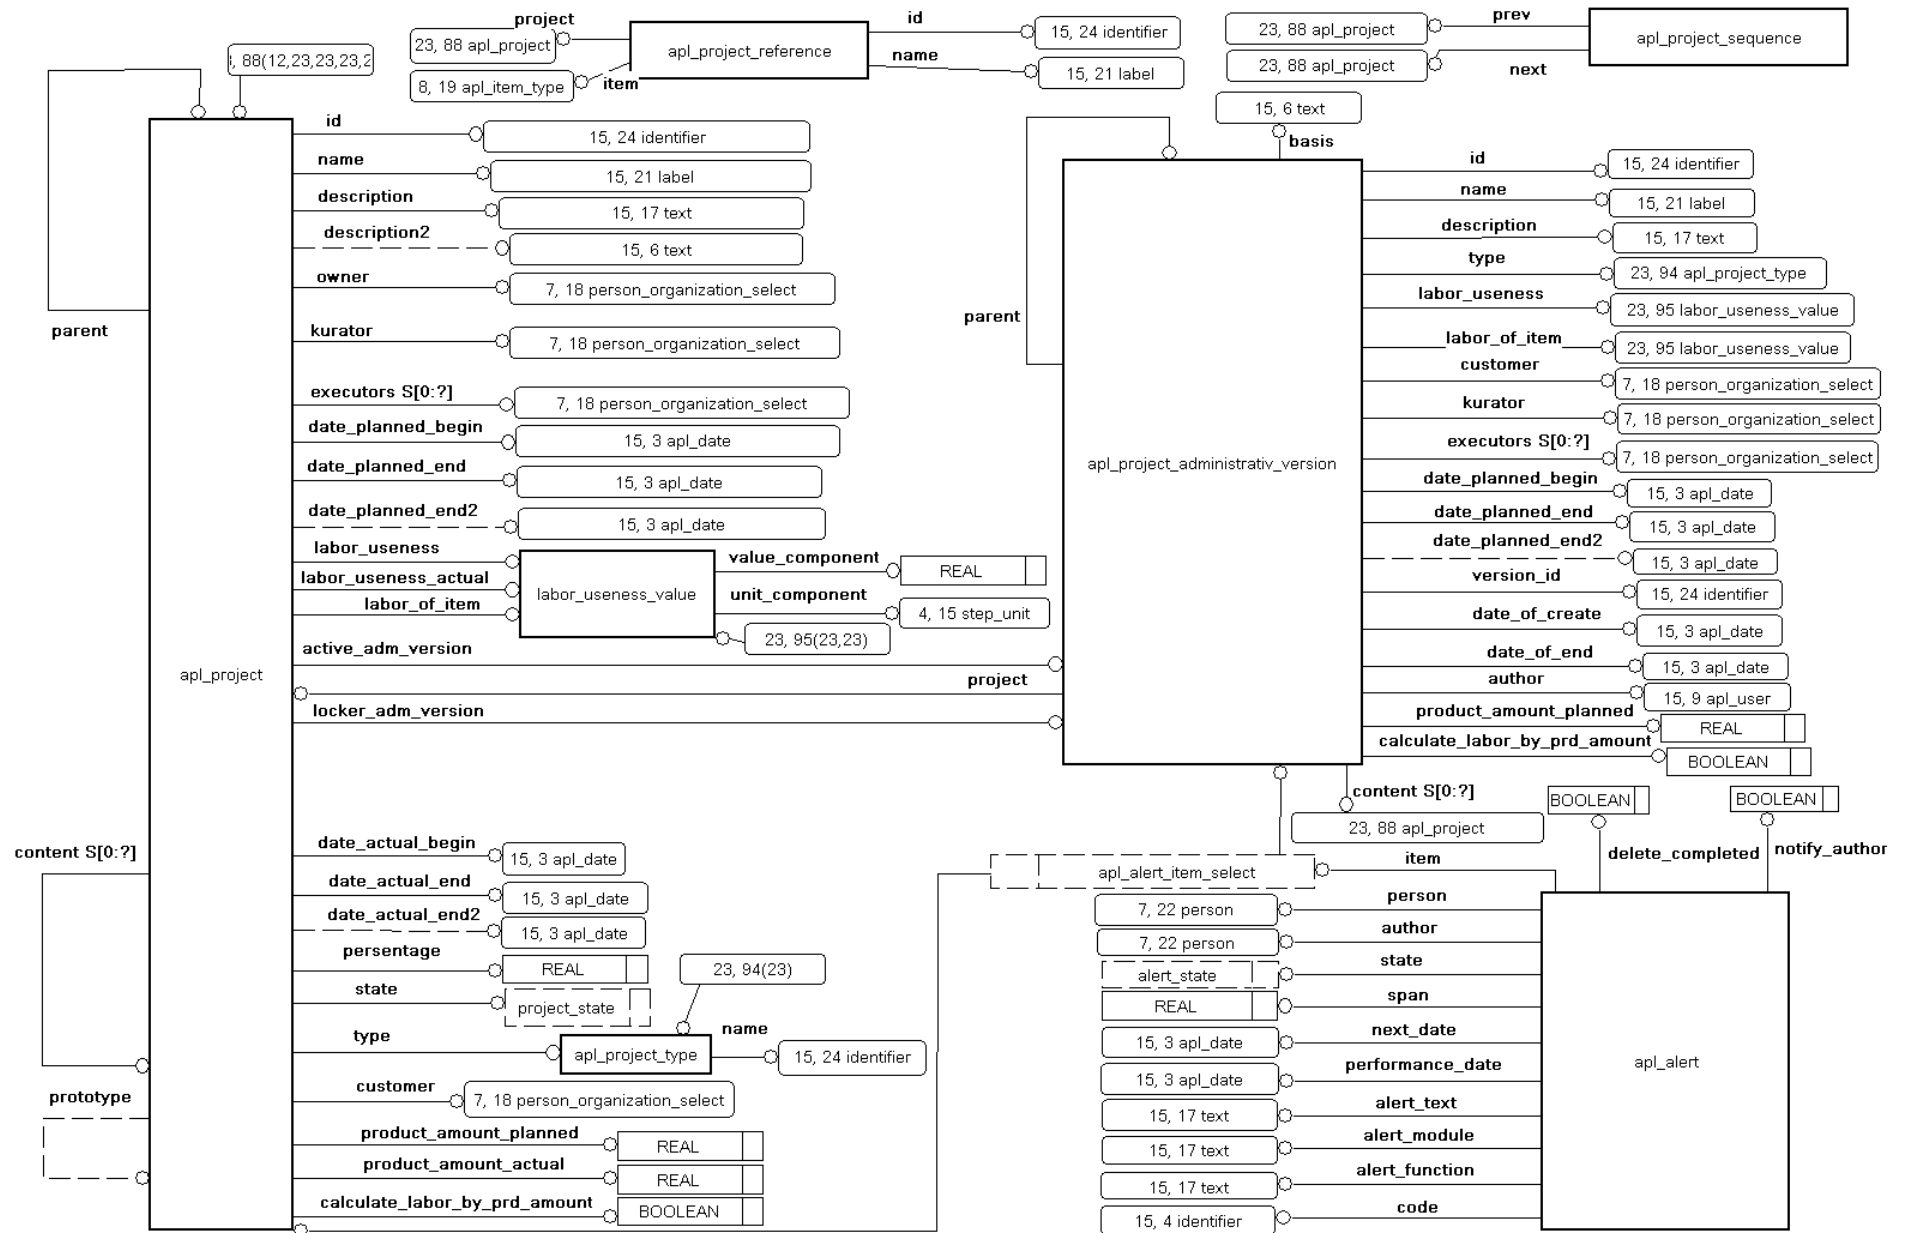 project
23, 88 apl_project
8, 19 apl_item_type
item
apl_project_reference
id
15, 24 identifier
name
15, 21 label
23, 88 apl_project
prev
23, 88 apl_project
next
apl_project_sequence
88(12,23,23,23,2
parent
apl_project
id
15, 24 identifier
name
15, 21 label
description
15, 17 text
description2
15, 6 text
owner
7, 18 person_organization_select
kurator
7, 18 person_organization_select
executors S[0:?]
7, 18 person_organization_select
date_planned_begin
15, 3 apl_date
date_planned_end
15, 3 apl_date
date_planned_end2
15, 3 apl_date
labor_useness
labor_useness_actual
labor_of_item
labor_useness_value
value_component
REAL
unit_component
4, 15 step_unit
23, 95(23,23)
active_adm_version
project
locker_adm_version
content S[0:?]
prototype
date_actual_begin
15, 3 apl_date
date_actual_end
15, 3 apl_date
date_actual_end2
15, 3 apl_date
persentage
REAL
state
project_state
23, 94(23)
type
apl_project_type
name
15, 24 identifier
customer
7, 18 person_organization_select
product_amount_planned
REAL
product_amount_actual
REAL
calculate_labor_by_prd_amount
BOOLEAN
15, 6 text
basis
parent
apl_project_administrativ_version
id
15, 24 identifier
name
15, 21 label
description
15, 17 text
type
23, 94 apl_project_type
labor_useness
23, 95 labor_useness_value
labor_of_item
23, 95 labor_useness_value
customer
7, 18 person_organization_select
kurator
7, 18 person_organization_select
executors S[0:?]
7, 18 person_organization_select
date_planned_begin
15, 3 apl_date
date_planned_end
15, 3 apl_date
date_planned_end2
15, 3 apl_date
version_id
15, 24 identifier
date_of_create
15, 3 apl_date
date_of_end
15, 3 apl_date
author
15, 9 apl_user
product_amount_planned
REAL
calculate_labor_by_prd_amount
BOOLEAN
content S[0:?]
23, 88 apl_project
BOOLEAN
delete_completed
BOOLEAN
notify_author
apl_alert_item_select
item
7, 22 person
person
7, 22 person
author
alert_state
state
REAL
span
15, 3 apl_date
next_date
15, 3 apl_date
performance_date
15, 17 text
alert_text
15, 17 text
alert_module
15, 17 text
alert_function
15, 4 identifier
code
apl_alert